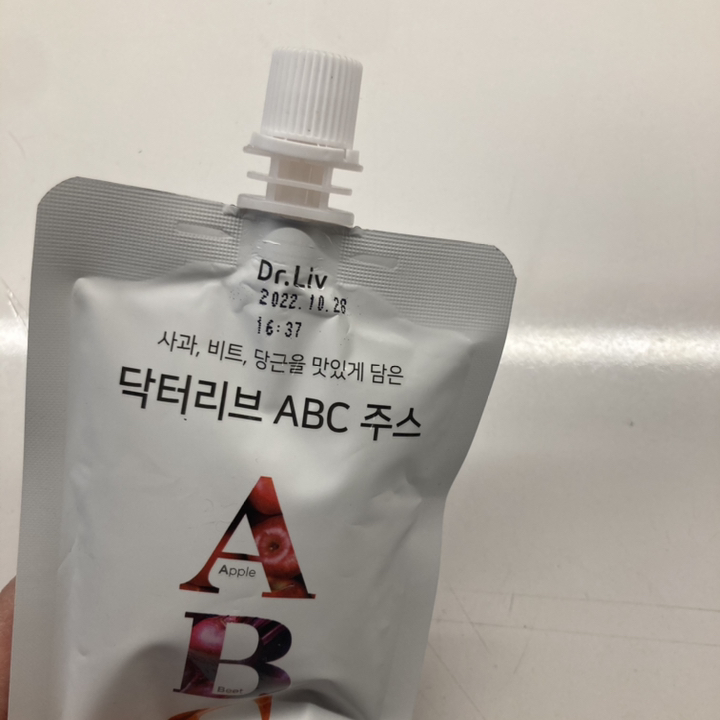 Dr.Liv
2022.10.28
16:37
사과, 비트, 당근을 맛있게 담은
닥터리브 ABC 주스
A
Apple
B
Beet